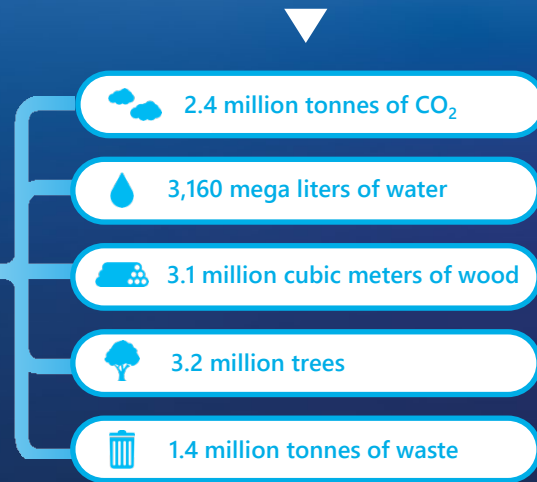 2.4 million tonnes of CO₂
3,160 mega liters of water
3.1 million cubic meters of wood
3.2 million trees
1.4 million tonnes of waste